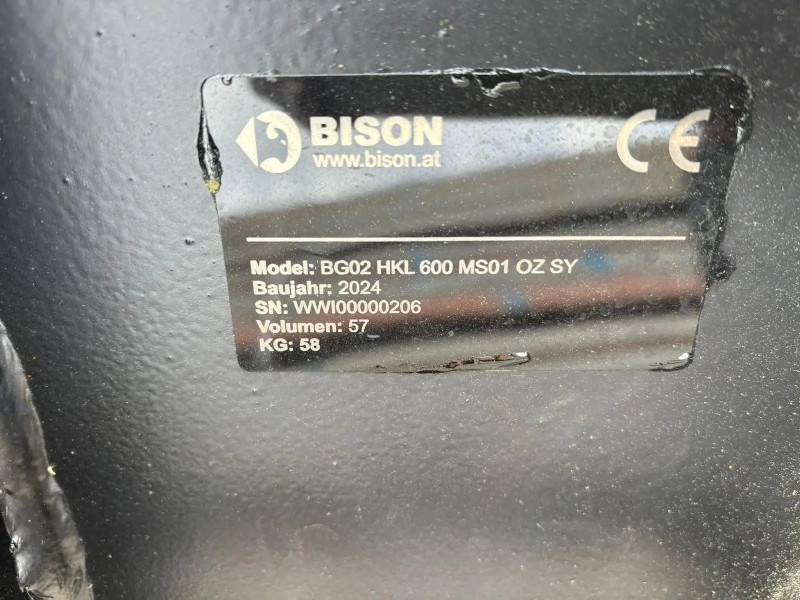 BISON
www.bison.at
CE
Model: BG02 HKL 600 MS01 OZ SY
Baujahr: 2024
SN: WWI00000206
Volumen: 57
KG: 58